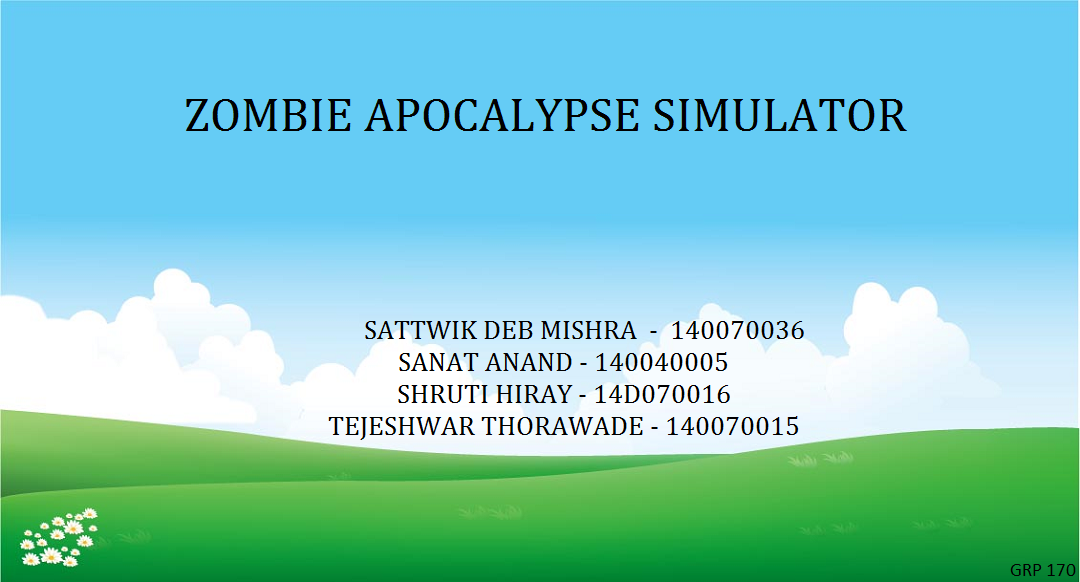 ZOMBIE APOCALYPSE SIMULATOR
SATTWIK DEB MISHRA - 140070036
SANAT ANAND - 140040005
SHRUTI HIRAY - 14D070016
TEJESHWAR THORAWADE - 140070015
GRP 170